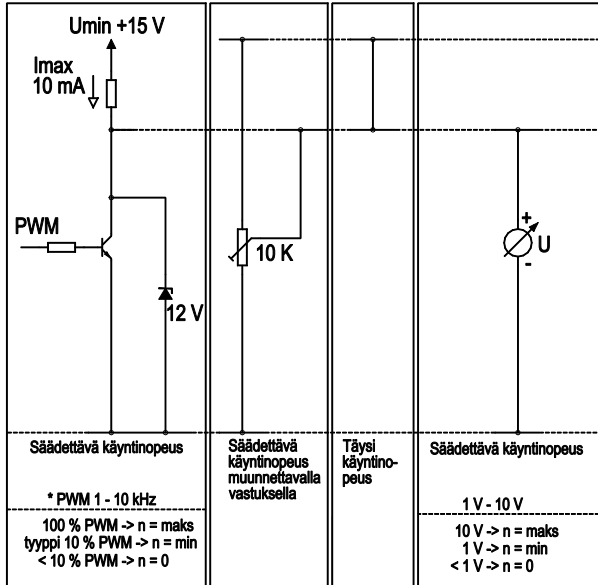 Umin +15 V
Imax
10 mA
PWM
12 V
10 K
+
U
-
Säädettävä käyntinopeus
* PWM 1 - 10 kHz
100 % PWM -> n = maks
tyyppi 10 % PWM -> n = min
< 10 % PWM -> n = 0
Säädettävä
käyntinopeus
muunnettavalla
vastuksella
Täysi
käyntino-
peus
Säädettävä käyntinopeus
1 V - 10 V
10 V -> n = maks
1 V -> n = min
< 1 V -> n = 0